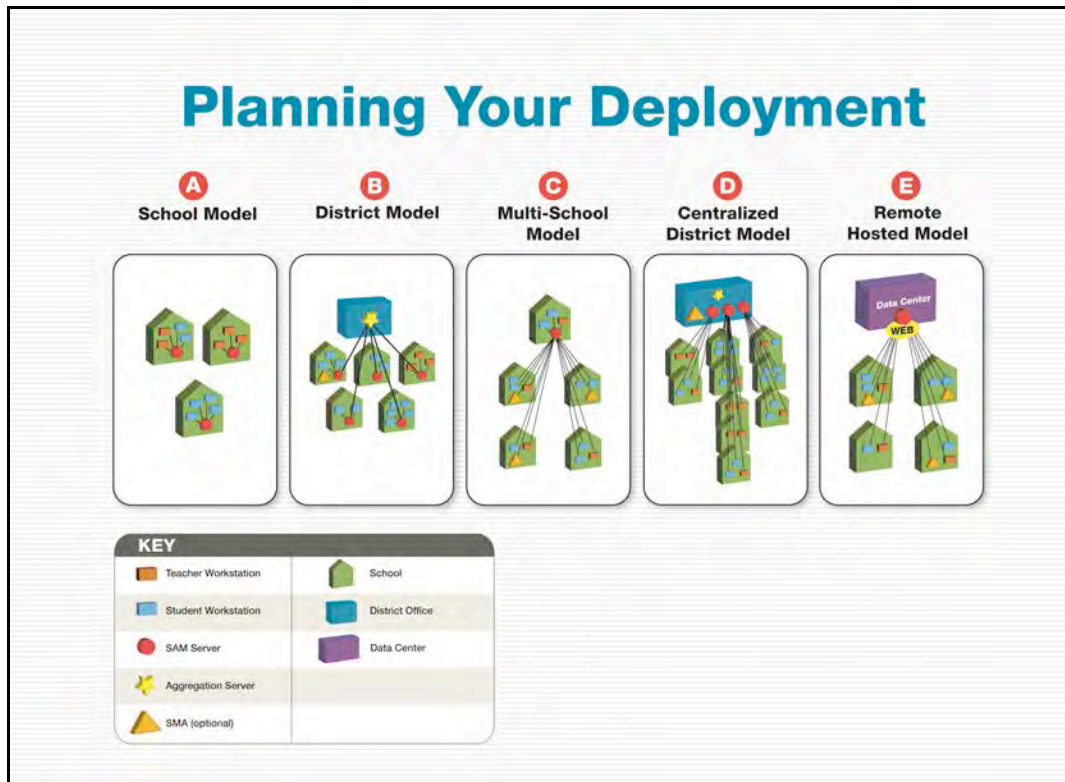 Planning Your Deployment
A
School Model
B
District Model
C
Multi-School
Model
D
Centralized
District Model
E
Remote
Hosted Model
Data Center
WEB
KEY
Teacher Workstation
Student Workstation
SAM Server
Aggregation Server
SMA (optional)
School
District Office
Data Center